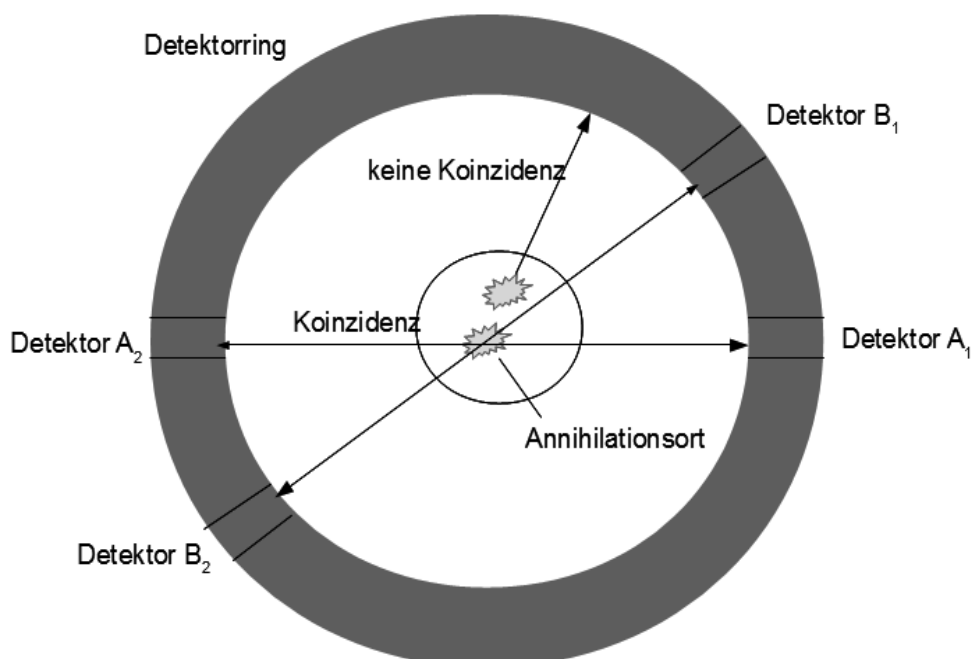 Detektorring
Detektor B₁
keine Koinzidenz
Koinzidenz
Detektor A₂
Detektor A₁
Annihilationsort
Detektor B₂